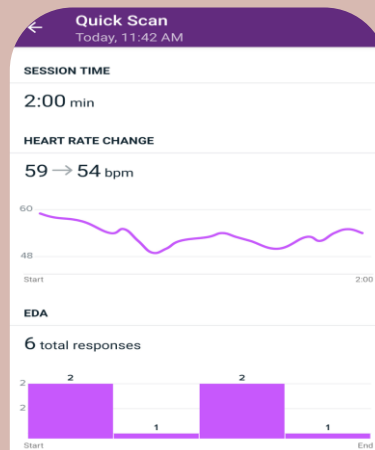 Quick Scan
Today, 11:42 AM
SESSION TIME
2:00 min
HEART RATE CHANGE
59 → 54 bpm
60
48
Start 2:00
EDA
6 total responses
2 2
2
2
1 1
Start End